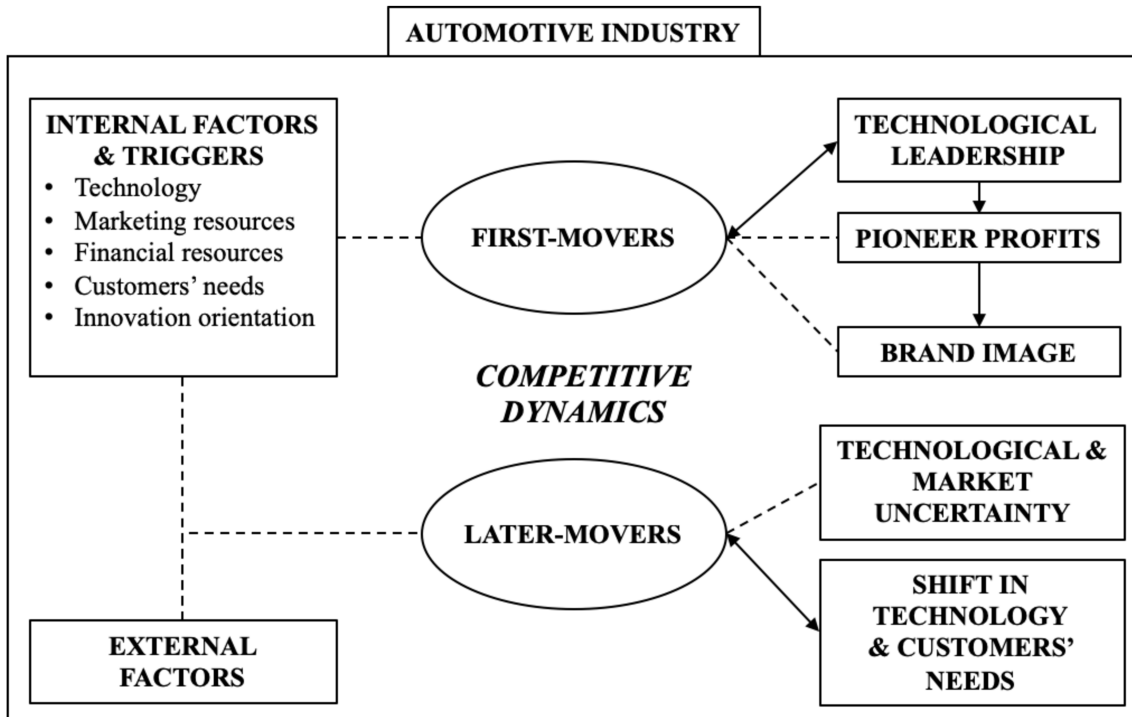 AUTOMOTIVE INDUSTRY
INTERNAL FACTORS
& TRIGGERS
• Technology
• Marketing resources
• Financial resources
• Customers’ needs
• Innovation orientation
FIRST-MOVERS
TECHNOLOGICAL
LEADERSHIP
PIONEER PROFITS
BRAND IMAGE
COMPETITIVE
DYNAMICS
LATER-MOVERS
TECHNOLOGICAL &
MARKET
UNCERTAINTY
EXTERNAL
FACTORS
SHIFT IN
TECHNOLOGY
& CUSTOMERS’
NEEDS